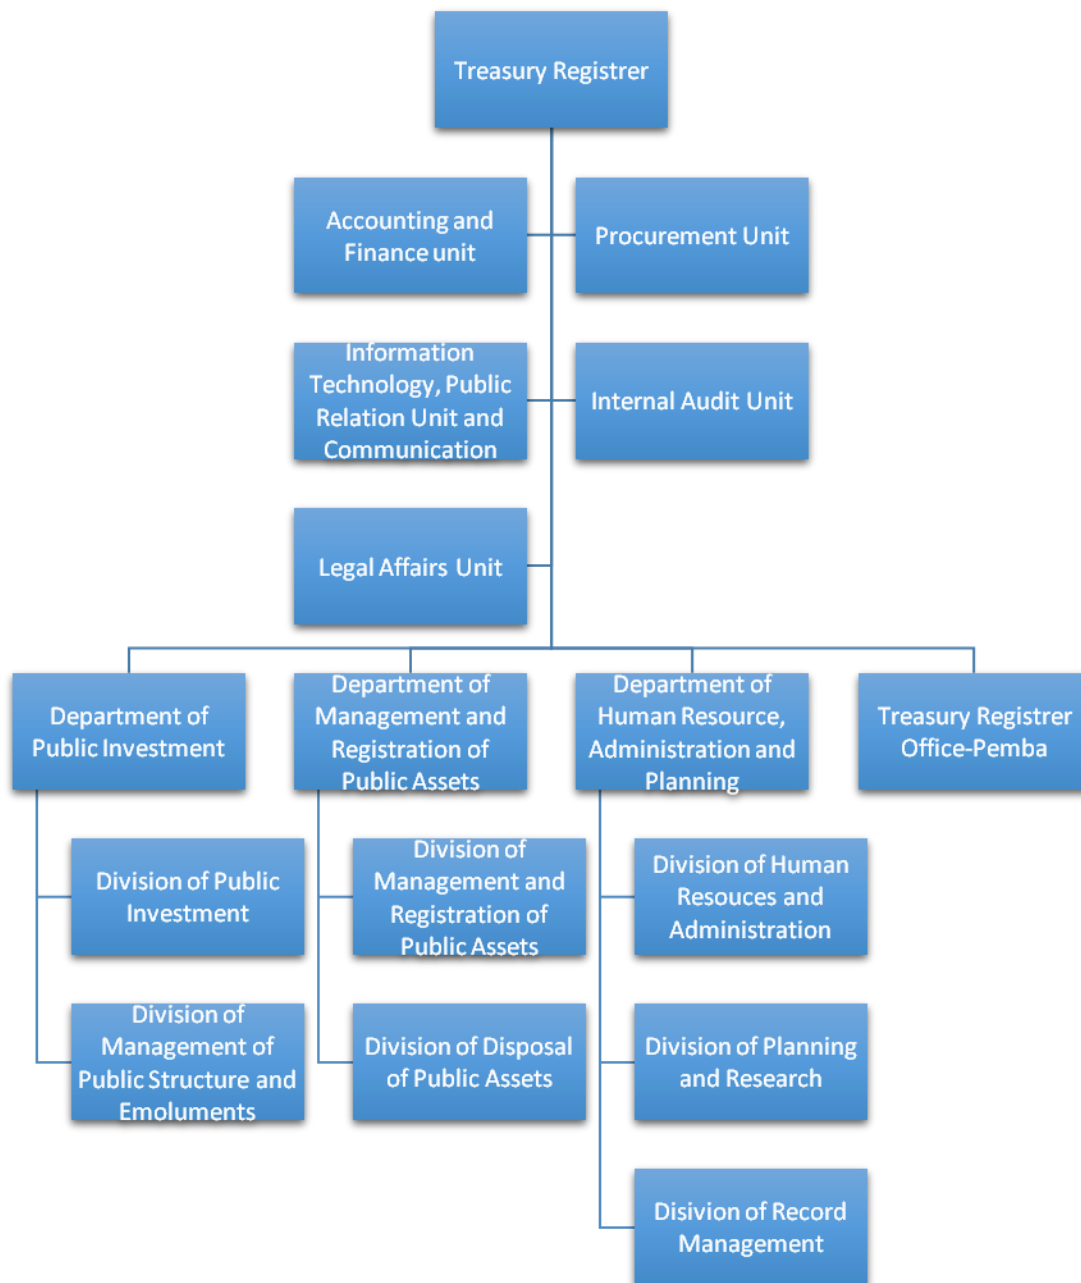 Treasury Registrer
Accounting and
Finance unit
Procurement Unit
Information
Technology, Public
Relation Unit and
Communication
Internal Audit Unit
Legal Affairs Unit
Department of
Public Investment
Department of
Management and
Registration of
Public Assets
Department of
Human Resource,
Administration and
Planning
Treasury Registrer
Office-Pemba
Division of Public
Investment
Division of
Management and
Registration of
Public Assets
Division of Human
Resouces and
Administration
Division of
Management of
Public Structure and
Emoluments
Division of Disposal
of Public Assets
Division of Planning
and Research
Disivion of Record
Management